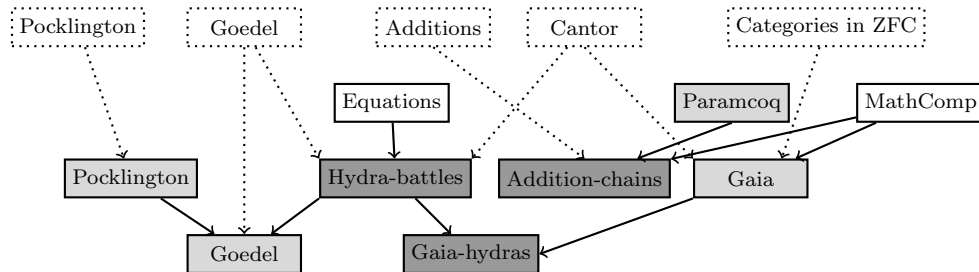 Pocklington
Goedel
Additions
Cantor
Categories in ZFC
Equations
Paramcoq
MathComp
Pocklington
Hydra-battles
Addition-chains
Gaia
Goedel
Gaia-hydras